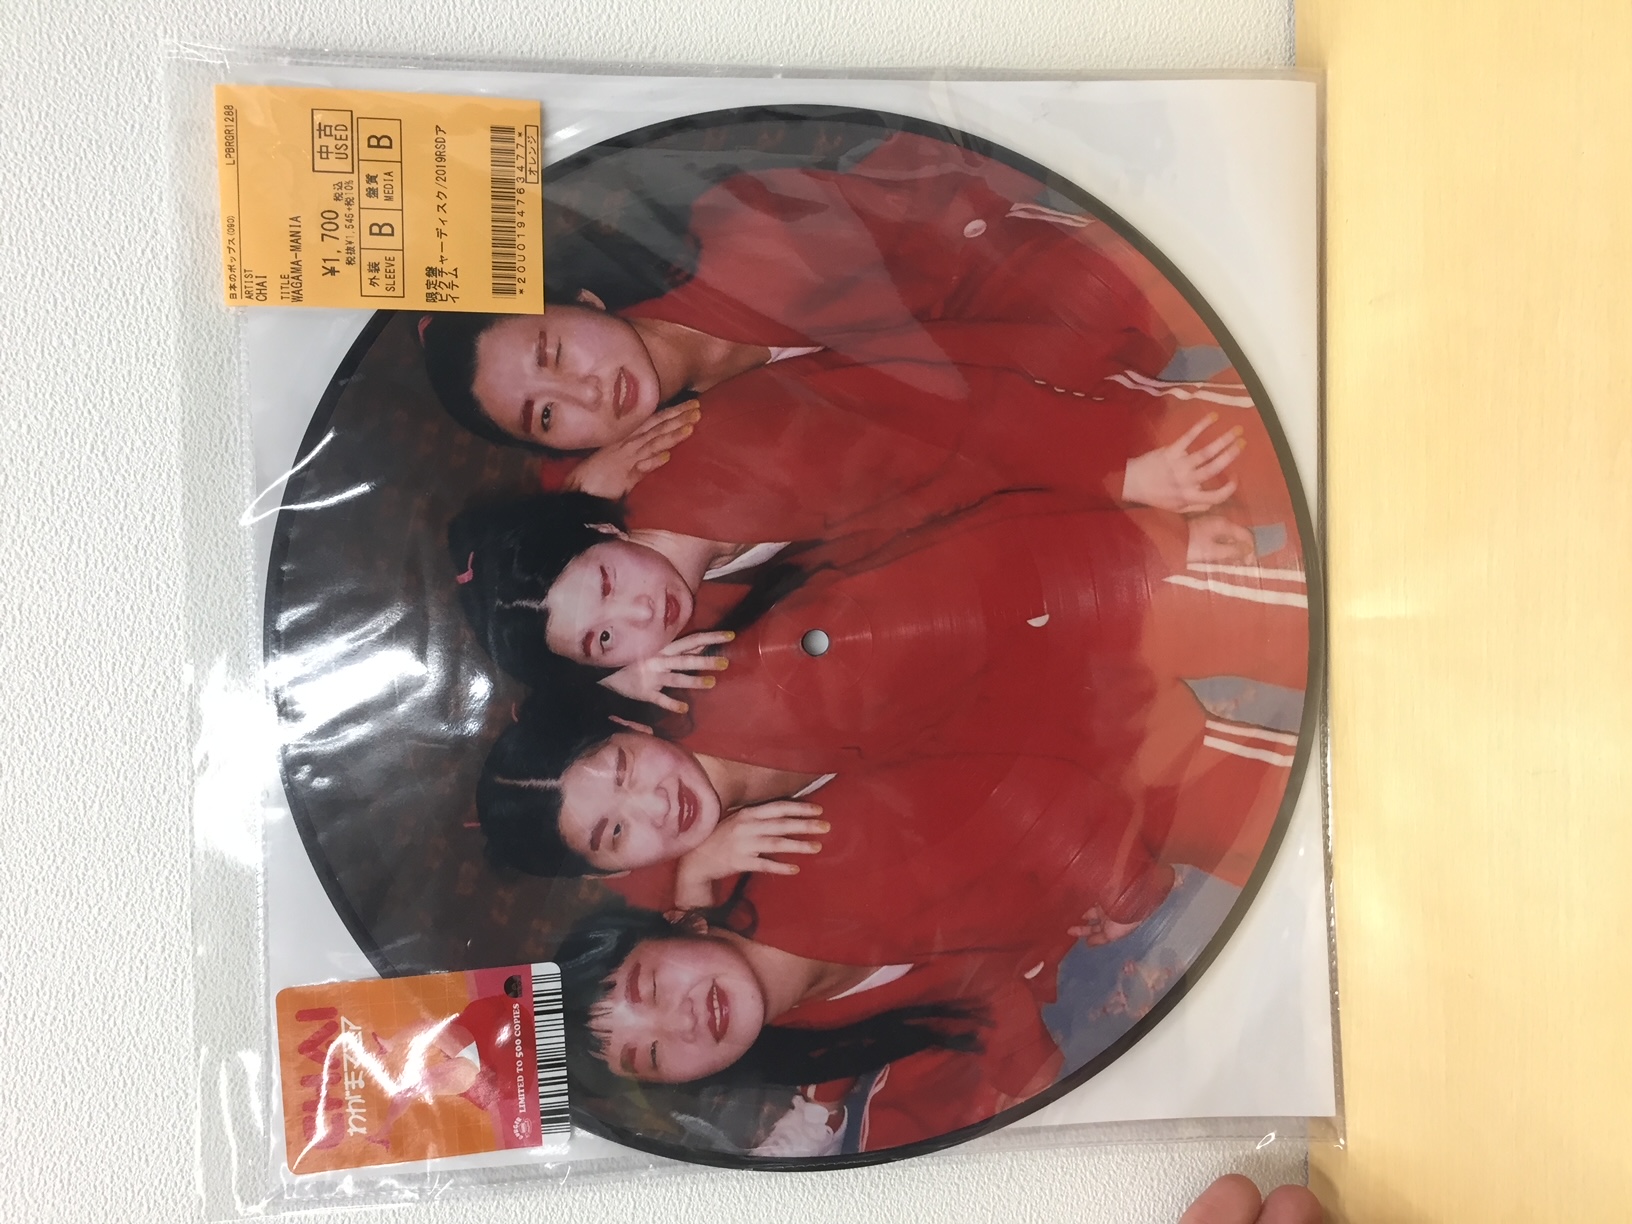 日本のポップス(090) LPBRGR1288
ARTIST
CHAI
TITLE
WAGAMA-MANIA
¥1,700 税込
税抜¥1,545+税10%
中古
USED
外装 B 盤質 B
SLEEVE MEDIA
限定盤
ピクチャーディスク/2019RSDア
イテム
*2000194763477*
オレンジ
CHAI
わがまマニア
LIMITED TO 500 COPIES